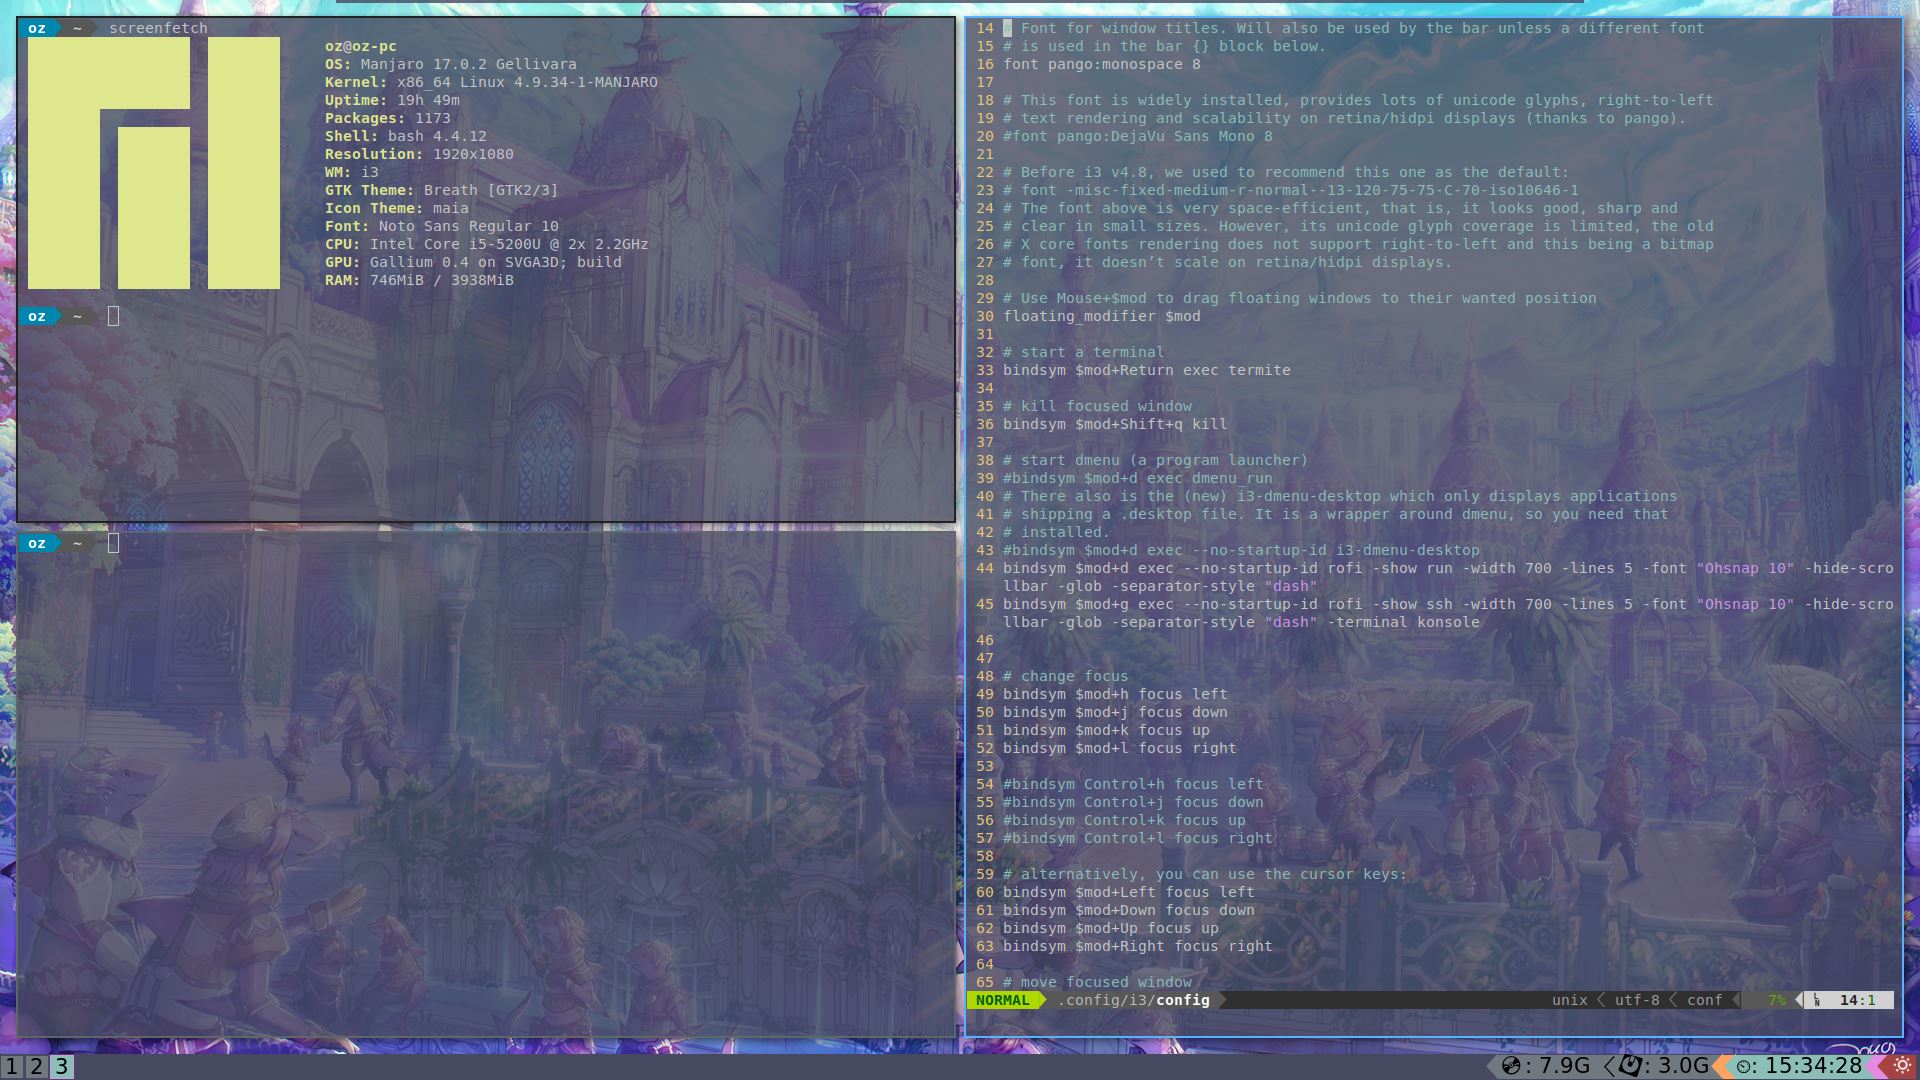 oz ~ screenfetch
oz@oz-pc
OS: Manjaro 17.0.2 Gellivara
Kernel: x86_64 Linux 4.9.34-1-MANJARO
Uptime: 19h 49m
Packages: 1173
Shell: bash 4.4.12
Resolution: 1920x1080
WM: i3
GTK Theme: Breath [GTK2/3]
Icon Theme: maia
Font: Noto Sans Regular 10
CPU: Intel Core i5-5200U @ 2x 2.2GHz
GPU: Gallium 0.4 on SVGA3D; build
RAM: 746MiB / 3938MiB
oz ~
oz ~
14 # Font for window titles. Will also be used by the bar unless a different font
15 # is used in the bar {} block below.
16 font pango:monospace 8
17
18 # This font is widely installed, provides lots of unicode glyphs, right-to-left
19 # text rendering and scalability on retina/hidpi displays (thanks to pango).
20 #font pango:DejaVu Sans Mono 8
21
22 # Before i3 v4.8, we used to recommend this one as the default:
23 # font -misc-fixed-medium-r-normal--13-120-75-75-C-70-iso10646-1
24 # The font above is very space-efficient, that is, it looks good, sharp and
25 # clear in small sizes. However, its unicode glyph coverage is limited, the old
26 # X core fonts rendering does not support right-to-left and this being a bitmap
27 # font, it doesn’t scale on retina/hidpi displays.
28
29 # Use Mouse+$mod to drag floating windows to their wanted position
30 floating_modifier $mod
31
32 # start a terminal
33 bindsym $mod+Return exec termite
34
35 # kill focused window
36 bindsym $mod+Shift+q kill
37
38 # start dmenu (a program launcher)
39 #bindsym $mod+d exec dmenu_run
40 # There also is the (new) i3-dmenu-desktop which only displays applications
41 # shipping a .desktop file. It is a wrapper around dmenu, so you need that
42 # installed.
43 #bindsym $mod+d exec --no-startup-id i3-dmenu-desktop
44 bindsym $mod+d exec --no-startup-id rofi -show run -width 700 -lines 5 -font "Ohsnap 10" -hide-scro
llbar -glob -separator-style "dash"
45 bindsym $mod+g exec --no-startup-id rofi -show ssh -width 700 -lines 5 -font "Ohsnap 10" -hide-scro
llbar -glob -separator-style "dash" -terminal konsole
46
47
48 # change focus
49 bindsym $mod+h focus left
50 bindsym $mod+j focus down
51 bindsym $mod+k focus up
52 bindsym $mod+l focus right
53
54 #bindsym Control+h focus left
55 #bindsym Control+j focus down
56 #bindsym Control+k focus up
57 #bindsym Control+l focus right
58
59 # alternatively, you can use the cursor keys:
60 bindsym $mod+Left focus left
61 bindsym $mod+Down focus down
62 bindsym $mod+Up focus up
63 bindsym $mod+Right focus right
64
65 # move focused window
NORMAL .config/i3/config unix utf-8 conf 7% LN 14:1
1 2 3 : 7.9G : 3.0G : 15:34:28